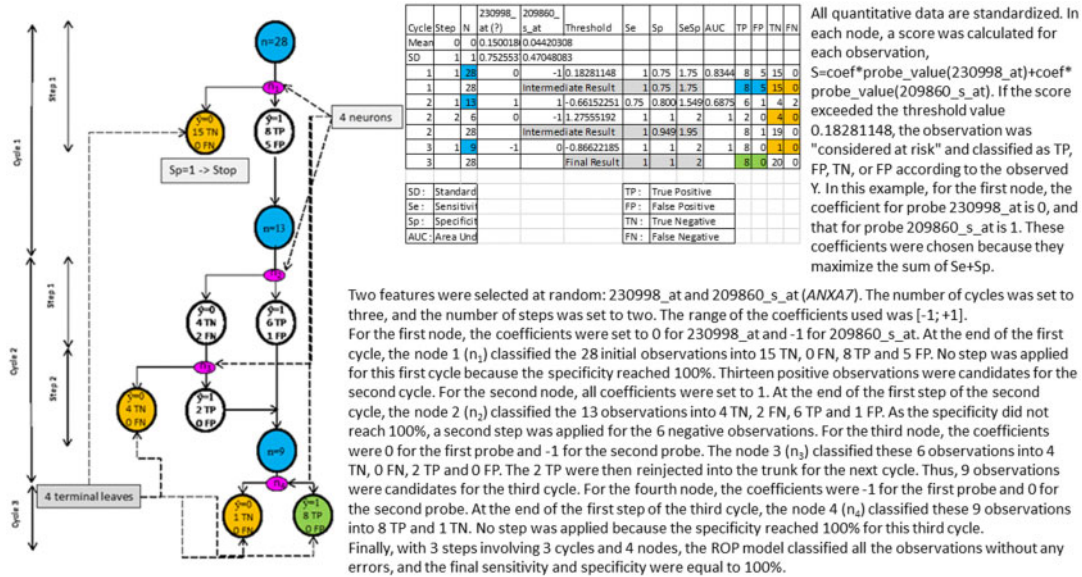 Cycle 1
Step 1
n=28
n1
ŷ=0
15 TN
0 FN
ŷ=1
8 TP
5 FP
4 neurons
Sp=1 -> Stop
n=13
Cycle 2
Step 1
ŷ=0
4 TN
2 FN
ŷ=1
6 TP
1 FP
Step 2
ŷ=0
4 TN
0 FN
ŷ=1
2 TP
0 FP
n=9
4 terminal leaves
Cycle 3
Step 1
n4
ŷ=0
1 TN
0 FN
ŷ=1
8 TP
0 FP
230998_ 209860_
Cycle Step N at (?) s_at Threshold Se Sp SeSp AUC TP FP TN FN
Mean 0 0 0.1500186 0.04420308
SD 1 1 0.752553 0.47048083
1 1 28 0 -1 0.18281148 1 0.75 1.75 0.8344 8 5 15 0
1 28 Intermediate Result 1 0.75 1.75 8 5 15 0
2 1 13 1 1 -0.66152251 0.75 0.800 1.549 0.6875 6 1 4 2
2 2 6 0 -1 1.27555192 1 1 2 1 2 0 4 0
2 28 Intermediate Result 1 0.949 1.95 8 1 19 0
3 1 9 -1 0 -0.86622185 1 1 2 1 8 0 1 0
3 28 Final Result 1 1 2 8 0 20 0
SD : Standard
Se : Sensitivi
Sp : Specificit
AUC : Area Und
TP : True Positive
FP : False Positive
TN : True Negative
FN : False Negative
All quantitative data are standardized. In
each node, a score was calculated for
each observation,
S=coef*probe_value(230998_at)+coef*
probe_value(209860_s_at). If the score
exceeded the threshold value
0.18281148, the observation was
"considered at risk" and classified as TP,
FP, TN, or FP according to the observed
Y. In this example, for the first node, the
coefficient for probe 230998_at is 0, and
that for probe 209860_s_at is 1. These
coefficients were chosen because they
maximize the sum of Se+Sp.
Two features were selected at random: 230998_at and 209860_s_at (ANXA7). The number of cycles was set to
three, and the number of steps was set to two. The range of the coefficients used was [-1; +1].
For the first node, the coefficients were set to 0 for 230998_at and -1 for 209860_s_at. At the end of the first
cycle, the node 1 (n1) classified the 28 initial observations into 15 TN, 0 FN, 8 TP and 5 FP. No step was applied
for this first cycle because the specificity reached 100%. Thirteen positive observations were candidates for the
second cycle. For the second node, all coefficients were set to 1. At the end of the first step of the second
cycle, the node 2 (n2) classified the 13 observations into 4 TN, 2 FN, 6 TP and 1 FP. As the specificity did not
reach 100%, a second step was applied for the 6 negative observations. For the third node, the coefficients
were 0 for the first probe and -1 for the second probe. The node 3 (n3) classified these 6 observations into 4
TN, 0 FN, 2 TP and 0 FP. The 2 TP were then reinjected into the trunk for the next cycle. Thus, 9 observations
were candidates for the third cycle. For the fourth node, the coefficients were -1 for the first probe and 0 for
the second probe. At the end of the first step of the third cycle, the node 4 (n4) classified these 9 observations
into 8 TP and 1 TN. No step was applied because the specificity reached 100% for this third cycle.
Finally, with 3 steps involving 3 cycles and 4 nodes, the ROP model classified all the observations without any
errors, and the final sensitivity and specificity were equal to 100%.